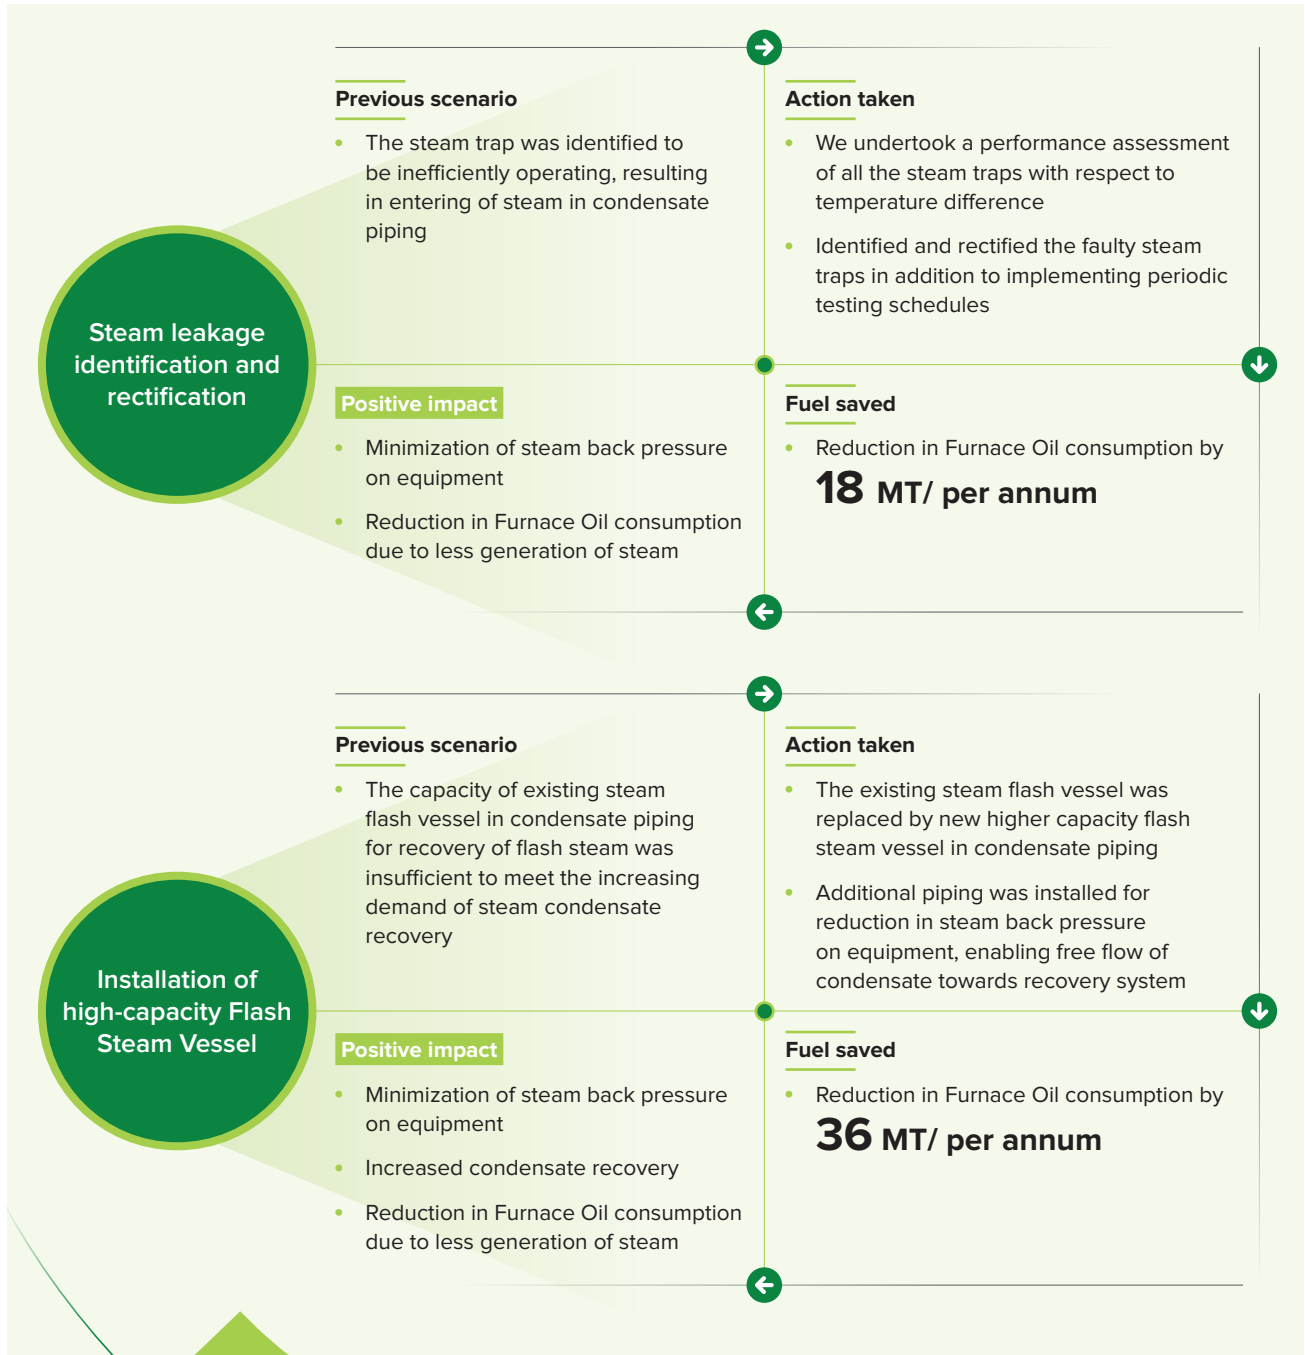 Steam leakage
identification and
rectification
Previous scenario
• The steam trap was identified to
be inefficiently operating, resulting
in entering of steam in condensate
piping
Action taken
• We undertook a performance assessment
of all the steam traps with respect to
temperature difference
• Identified and rectified the faulty steam
traps in addition to implementing periodic
testing schedules
Positive impact
• Minimization of steam back pressure
on equipment
• Reduction in Furnace Oil consumption
due to less generation of steam
Fuel saved
• Reduction in Furnace Oil consumption by
18 MT/ per annum
Installation of
high-capacity Flash
Steam Vessel
Previous scenario
• The capacity of existing steam
flash vessel in condensate piping
for recovery of flash steam was
insufficient to meet the increasing
demand of steam condensate
recovery
Action taken
• The existing steam flash vessel was
replaced by new higher capacity flash
steam vessel in condensate piping
• Additional piping was installed for
reduction in steam back pressure
on equipment, enabling free flow of
condensate towards recovery system
Positive impact
• Minimization of steam back pressure
on equipment
• Increased condensate recovery
• Reduction in Furnace Oil consumption
due to less generation of steam
Fuel saved
• Reduction in Furnace Oil consumption by
36 MT/ per annum